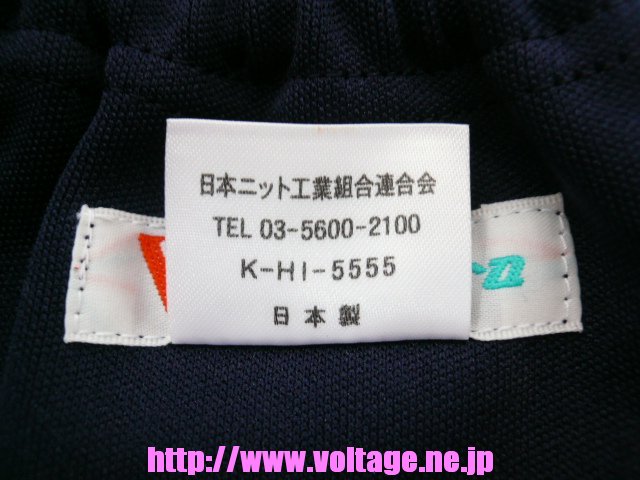 日本ニット工業組合連合会
TEL 03-5600-2100
K-HI-5555
日本製
http://www.voltage.ne.jp